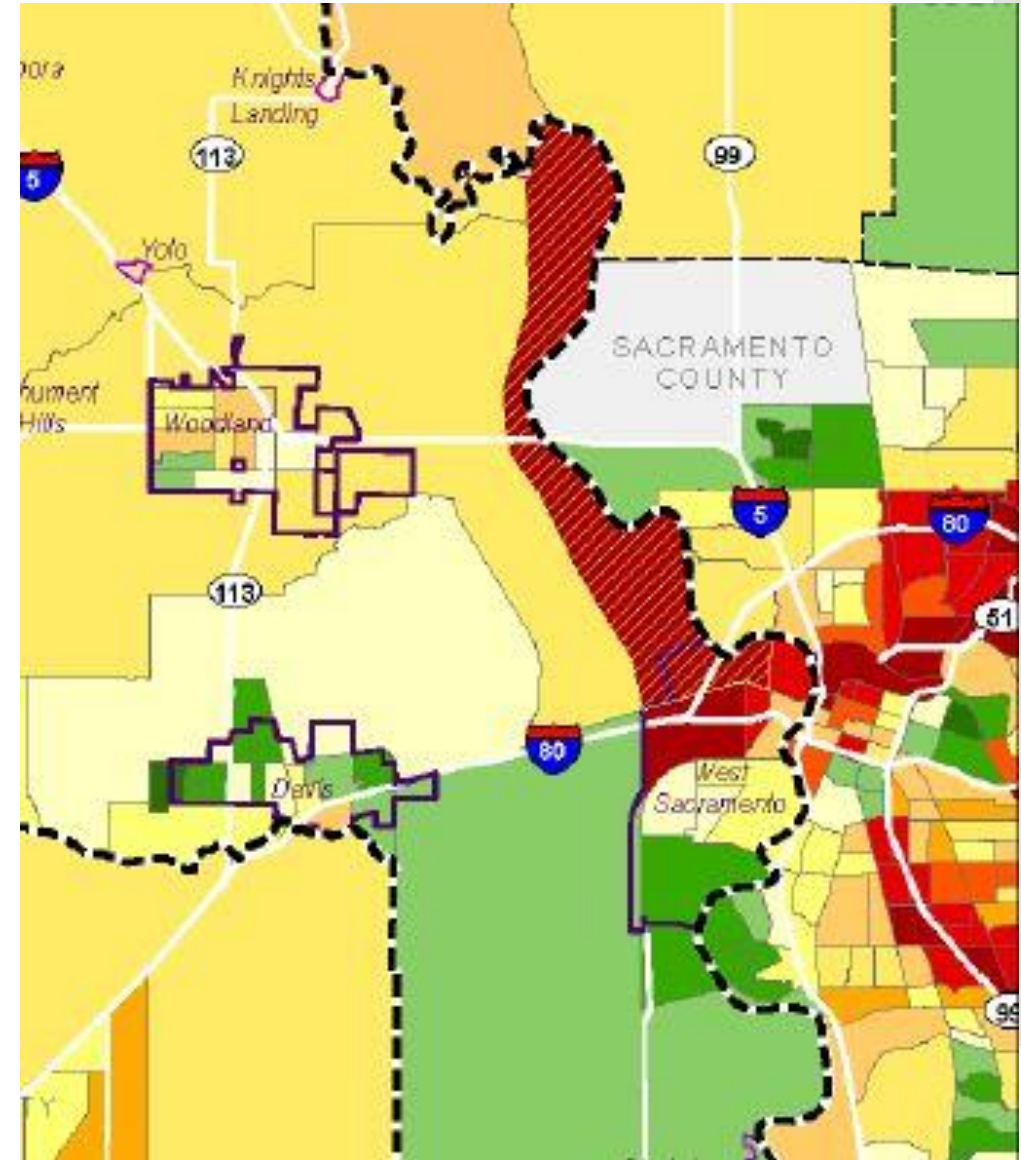 Knights
Landing
113
99
5
Yolo
SACRAMENTO
COUNTY
Hills
Woodland
5
80
51
113
80
Davis
West
Sacramento
99